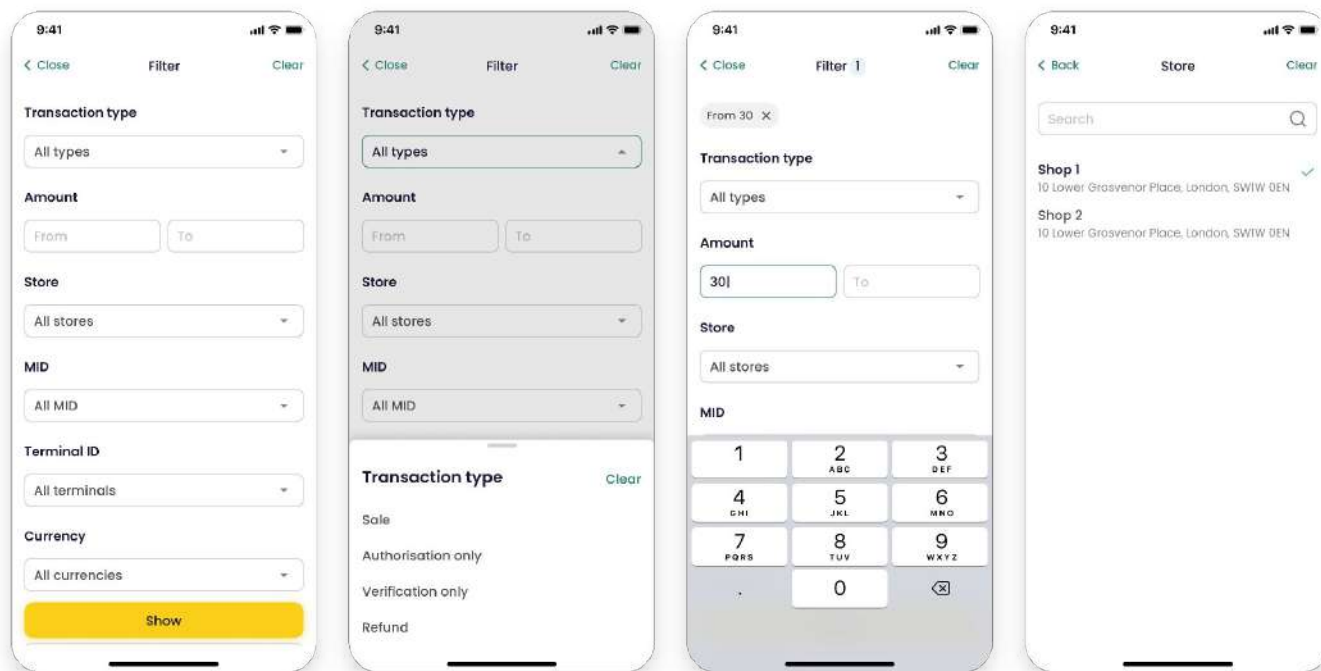 9:41
< Close Filter Clear
Transaction type
All types
Amount
From To
Store
All stores
MID
All MID
Terminal ID
All terminals
Currency
All currencies
Show
9:41
< Close Filter Clear
Transaction type
All types
Amount
From To
Store
All stores
MID
All MID
Transaction type Clear
Sale
Authorisation only
Verification only
Refund
9:41
< Close Filter 1 Clear
From 30 ×
Transaction type
All types
Amount
30 To
Store
All stores
MID
1 2 3
ABC DEF
4 5 6
GHI JKL MNO
7 8 9
PQRS TUV WXYZ
. 0
9:41
< Back Store Clear
Search
Shop 1
10 Lower Grosvenor Place, London, SW1W 0EN
Shop 2
10 Lower Grosvenor Place, London, SW1W 0EN